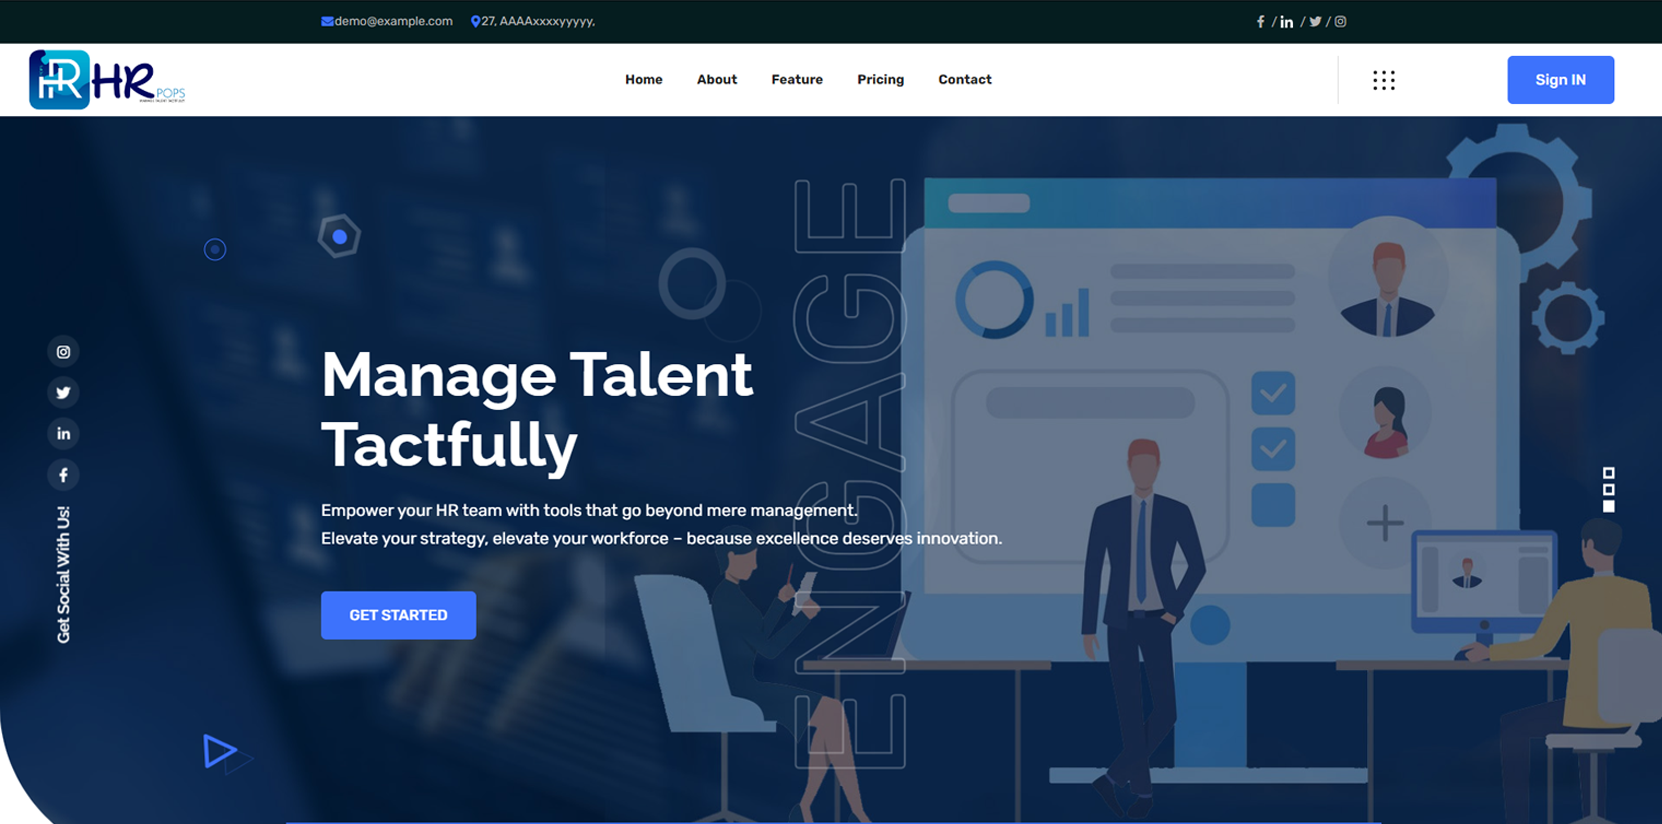 demo@example.com
27, AAAAxxxxyyyyy,
/ in / /
HR HR
POPS
Home
About
Feature
Pricing
Contact
Sign IN
ENGAGE
Manage Talent
Tactfully
Empower your HR team with tools that go beyond mere management.
Elevate your strategy, elevate your workforce – because excellence deserves innovation.
GET STARTED
Get Social With Us!